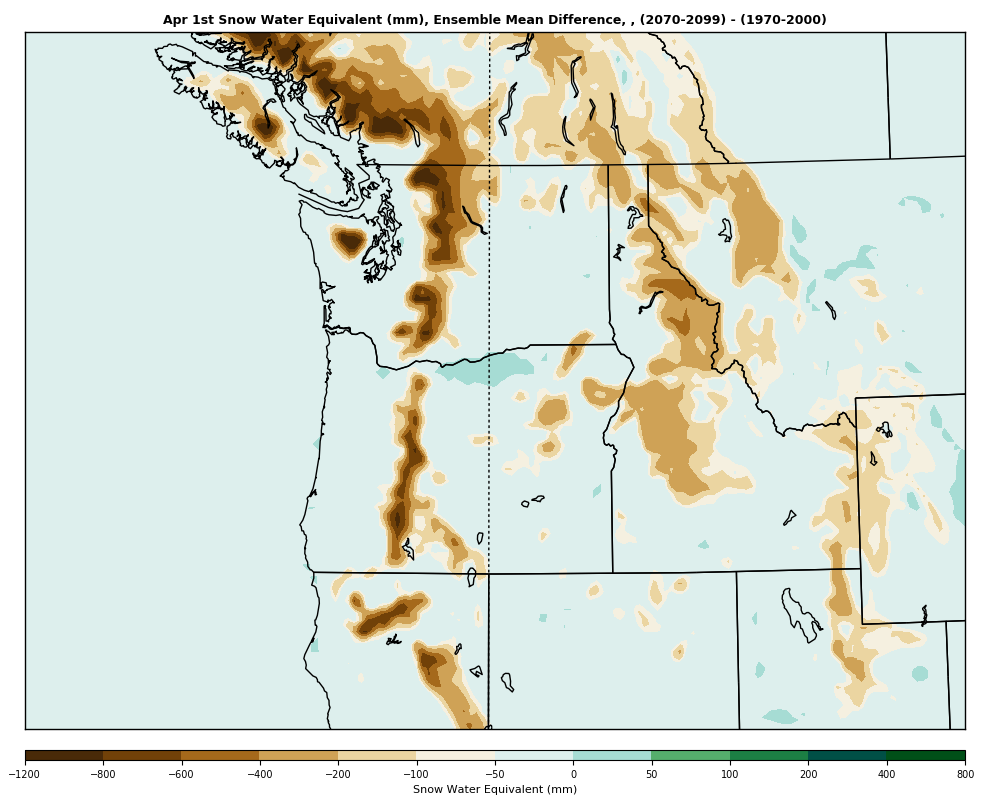 Apr 1st Snow Water Equivalent (mm), Ensemble Mean Difference, , (2070-2099) - (1970-2000)
−1200 −800 −600 −400 −200 −100 −50 0 50 100 200 400 800
Snow Water Equivalent (mm)